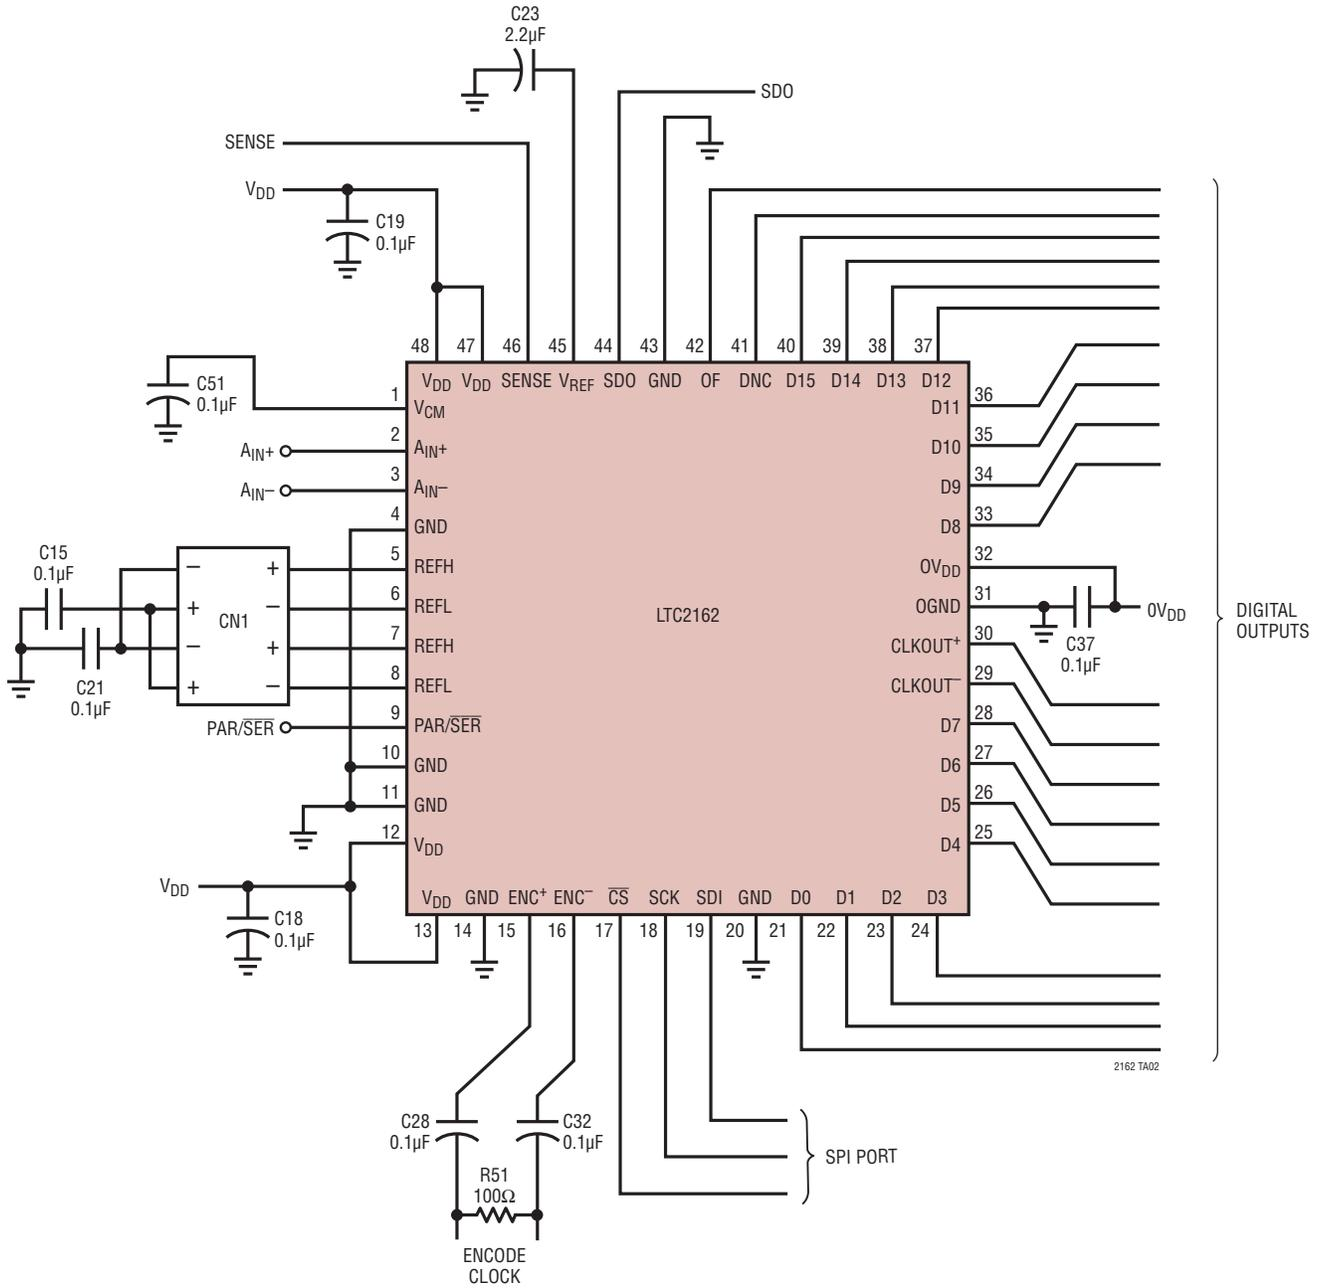 C23
2.2µF
SDO
SENSE
VDD
C19
0.1µF
48 47 46 45 44 43 42 41 40 39 38 37
VDD VDD SENSE VREF SDO GND OF DNC D15 D14 D13 D12
C51
0.1µF
1
VCM
D11
36
AIN+
2
AIN+
D10
35
AIN–
3
AIN–
D9
34
4
GND
D8
33
C15
0.1µF
5
REFH
OVDD
32
6
REFL
OGND
31
0VDD
C37
0.1µF
CN1
– +
+ –
– +
+ –
LTC2162
DIGITAL
OUTPUTS
7
REFH
CLKOUT+
30
C21
0.1µF
8
REFL
CLKOUT–
29
PAR/S̅E̅R̅
9
PAR/S̅E̅R̅
D7
28
10
GND
D6
27
11
GND
D5
26
12
VDD
D4
25
VDD
C18
0.1µF
VDD GND ENC+ ENC– C̅S̅ SCK SDI GND D0 D1 D2 D3
13 14 15 16 17 18 19 20 21 22 23 24
2162 TA02
C28
0.1µF
C32
0.1µF
SPI PORT
R51
100Ω
ENCODE
CLOCK